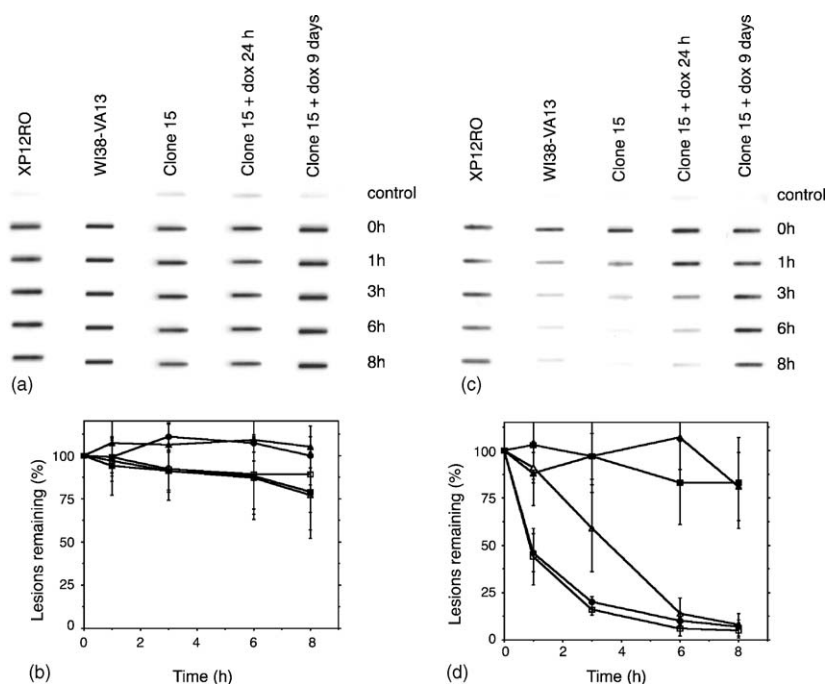 XP12RO
WI38-VA13
Clone 15
Clone 15 + dox 24 h
Clone 15 + dox 9 days
control
0h
1h
3h
6h
8h
(a)
XP12RO
WI38-VA13
Clone 15
Clone 15 + dox 24 h
Clone 15 + dox 9 days
control
0h
1h
3h
6h
8h
(c)
Lesions remaining (%)
100
75
50
25
0
0 2 4 6 8
(b)
Time (h)
Lesions remaining (%)
100
75
50
25
0
0 2 4 6 8
(d)
Time (h)